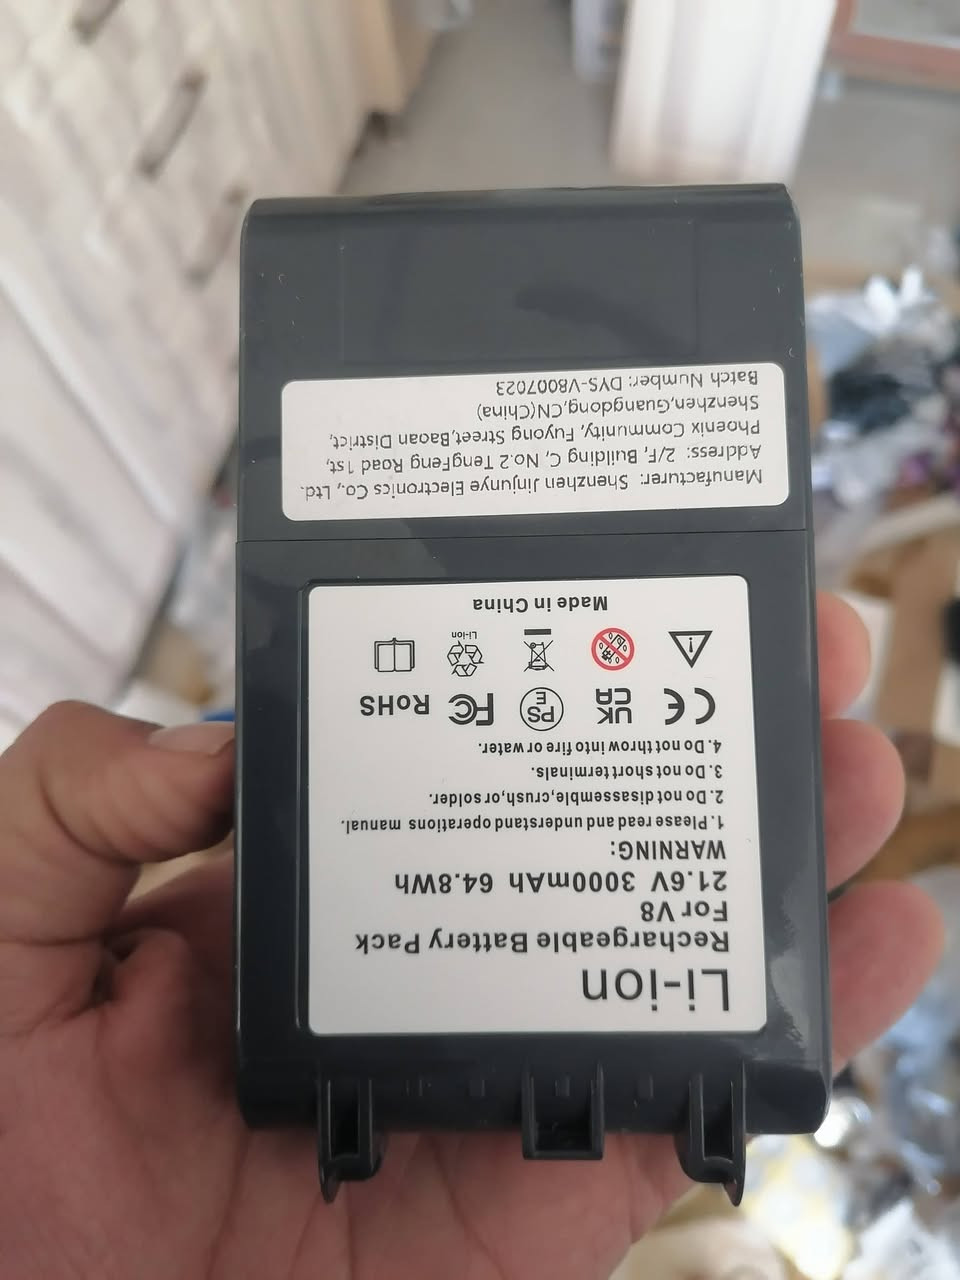 Li-ion
Rechargeable Battery Pack
For V8
21.6V 3000mAh 64.8Wh
WARNING:
1. Please read and understand operations manual.
2. Do not disassemble,crush,or solder.
3. Do not short terminals.
4. Do not throw into fire or water.
CE UK CA PS E FC RoHS
Li-ion
Made in China
Manufacturer: Shenzhen Jinjunye Electronics Co., Ltd.
Address: 2/F, Building C, No.2 TengFeng Road 1st,
Phoenix Community, Fuyong Street,Baoan District,
Shenzhen,Guangdong,CN(China)
Batch Number: DYS-V8007023